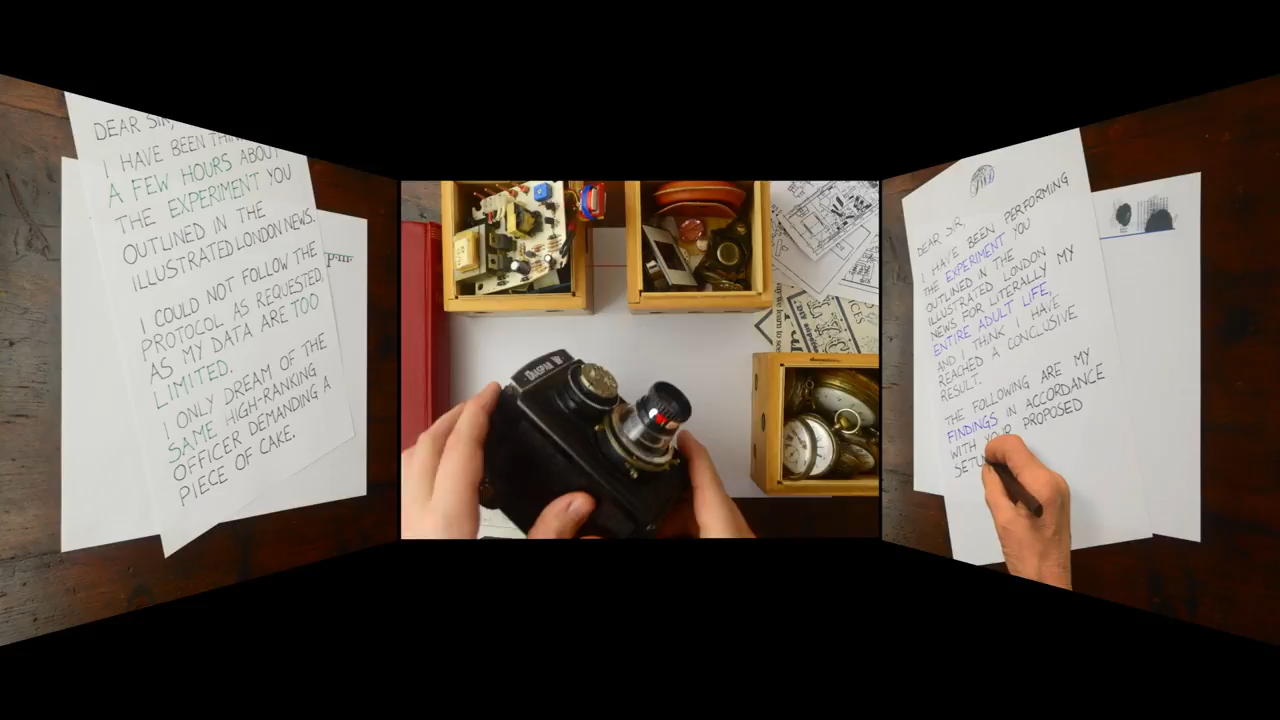 DEAR SIR,
I HAVE BEEN
A FEW HOURS ABOUT
THE EXPERIMENT YOU
OUTLINED IN THE
ILLUSTRATED LONDON NEWS.
I COULD NOT FOLLOW THE
PROTOCOL AS REQUESTED,
AS MY DATA ARE TOO
LIMITED.
I ONLY DREAM OF THE
SAME HIGH-RANKING
OFFICER DEMANDING A
PIECE OF CAKE.
DEAR SIR,
I HAVE BEEN PERFORMING
THE EXPERIMENT YOU
OUTLINED IN THE
ILLUSTRATED LONDON
NEWS FOR LITERALLY MY
ENTIRE ADULT LIFE,
AND I THINK I HAVE
REACHED A CONCLUSIVE
RESULT.
THE FOLLOWING ARE MY
FINDINGS IN ACCORDANCE
WITH YOUR PROPOSED